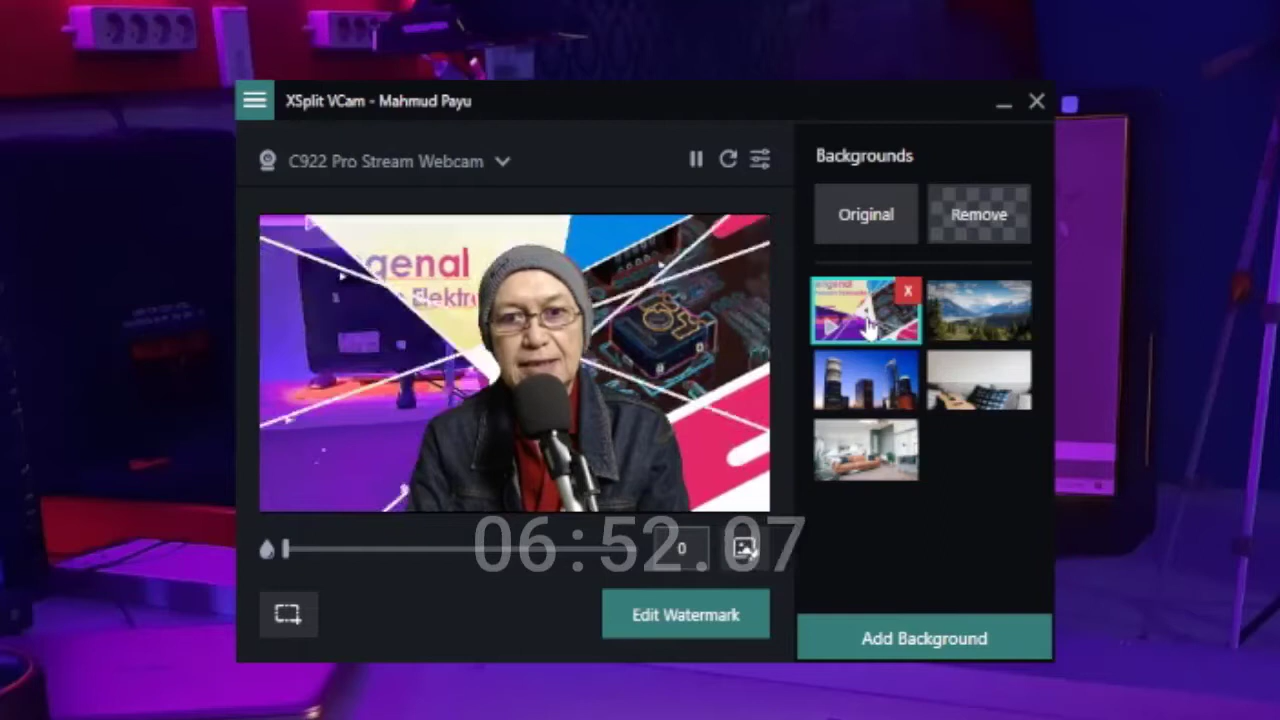 XSplit VCam - Mahmud Payu
C922 Pro Stream Webcam
Backgrounds
Original
Remove
genal
Elektr
engenal
X
06:52.07
0
Edit Watermark
Add Background